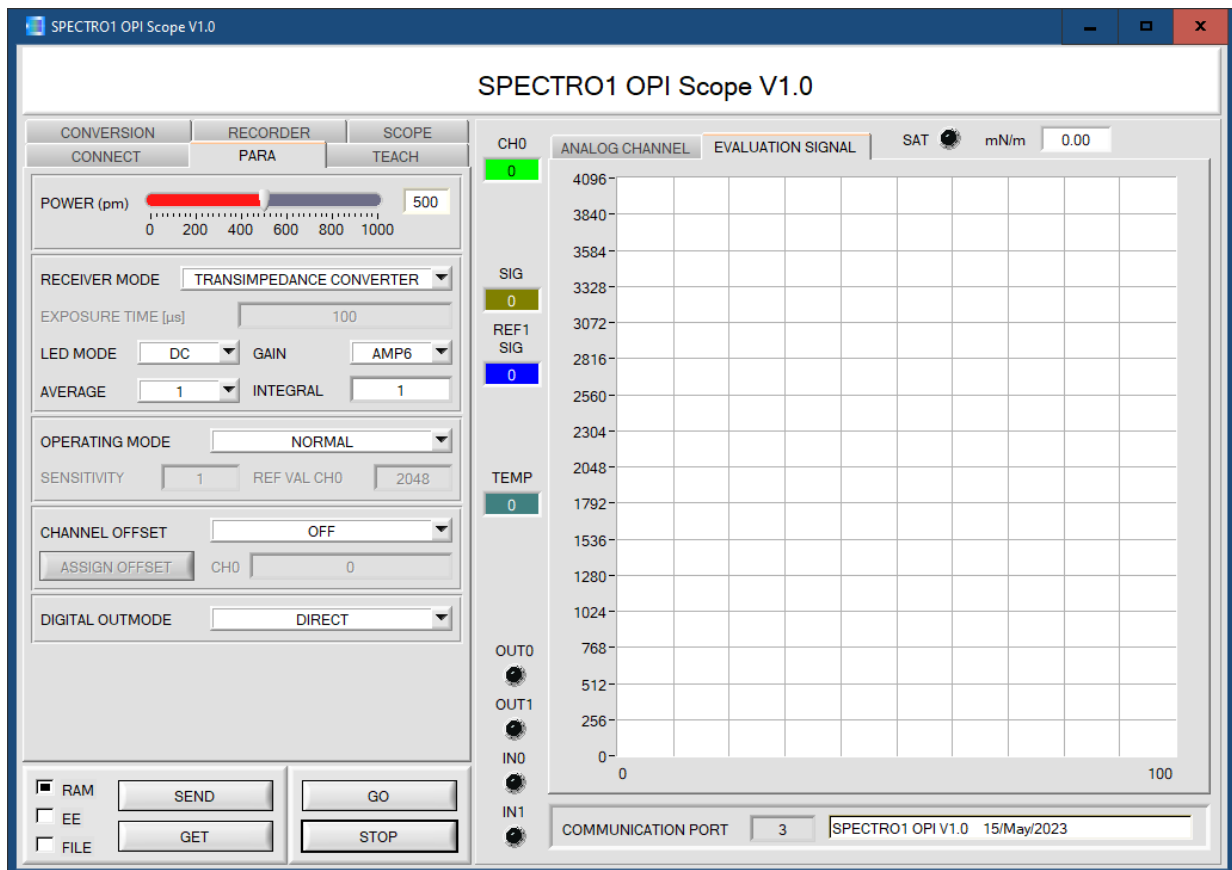 SPECTRO1 OPI Scope V1.0
SPECTRO1 OPI Scope V1.0
CONVERSION RECORDER SCOPE
CONNECT PARA TEACH
POWER (pm) 500
0 200 400 600 800 1000
RECEIVER MODE TRANSIMPEDANCE CONVERTER
EXPOSURE TIME [µs] 100
LED MODE DC GAIN AMP6
AVERAGE 1 INTEGRAL 1
OPERATING MODE NORMAL
SENSITIVITY 1 REF VAL CH0 2048
CHANNEL OFFSET OFF
ASSIGN OFFSET CH0 0
DIGITAL OUTMODE DIRECT
RAM SEND GO
EE
GET STOP
FILE
CH0
0
SIG
0
REF1
SIG
0
TEMP
0
OUT0
OUT1
IN0
IN1
ANALOG CHANNEL EVALUATION SIGNAL SAT mN/m 0.00
4096
3840
3584
3328
3072
2816
2560
2304
2048
1792
1536
1280
1024
768
512
256
0
0 100
COMMUNICATION PORT 3 SPECTRO1 OPI V1.0 15/May/2023